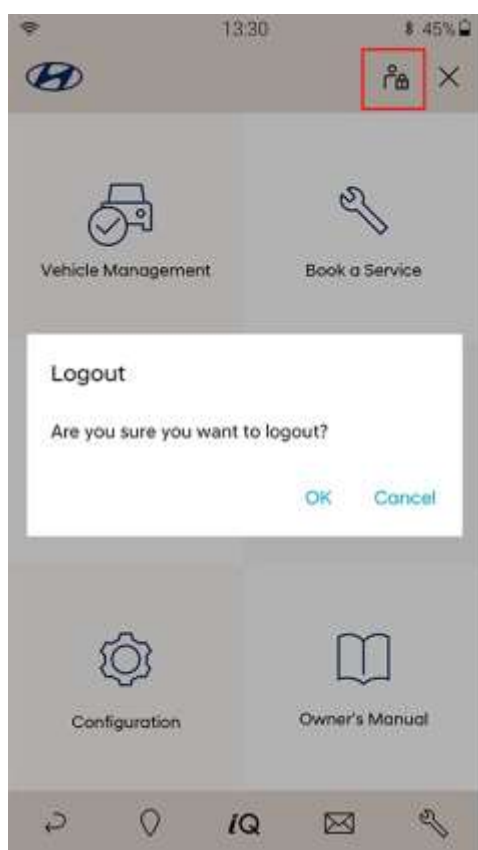 13:30
45%
Vehicle Management
Book a Service
Logout
Are you sure you want to logout?
OK Cancel
Configuration
Owner's Manual
iQ